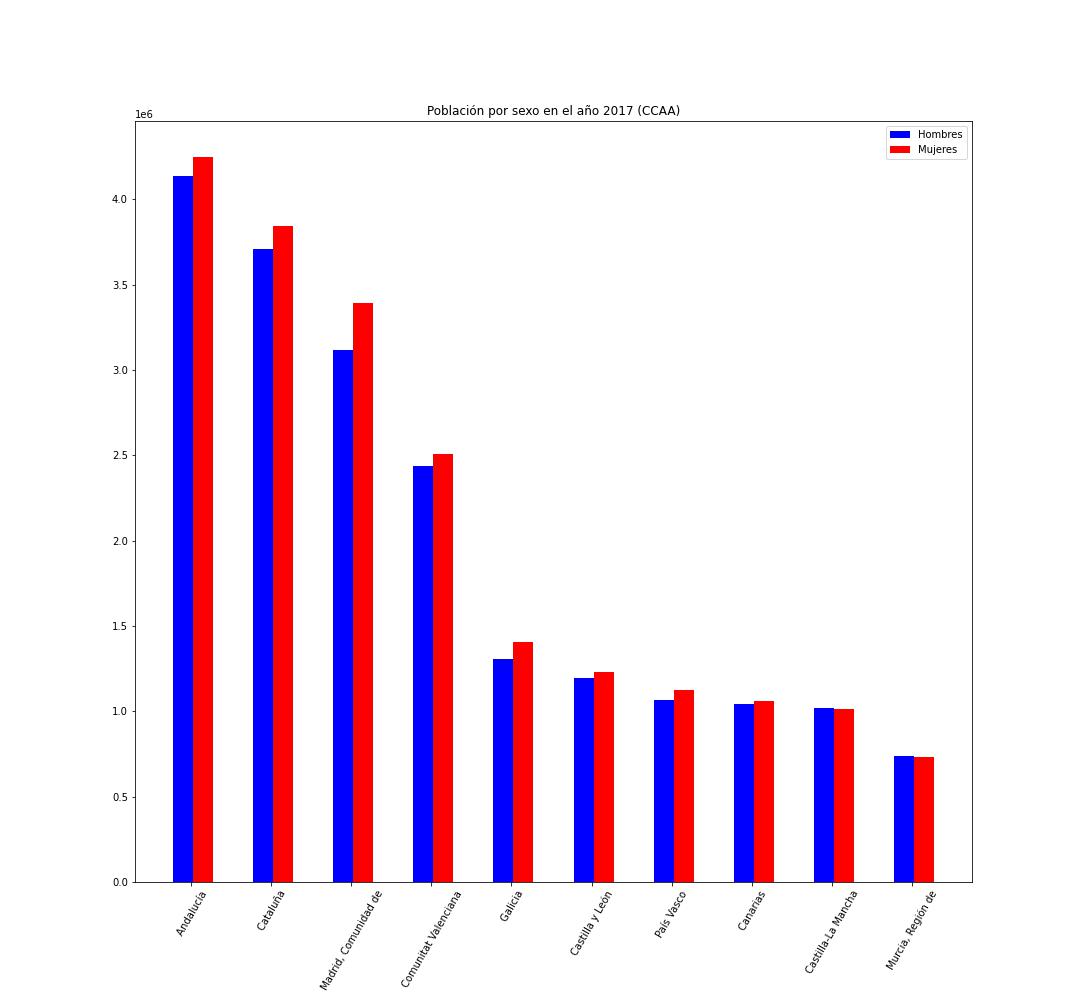 Población por sexo en el año 2017 (CCAA)
1e6
Hombres
Mujeres
4.0
3.5
3.0
2.5
2.0
1.5
1.0
0.5
0.0
Andalucía
Cataluña
Madrid, Comunidad de
Comunitat Valenciana
Galicia
Castilla y León
País Vasco
Canarias
Castilla-La Mancha
Murcia, Región de